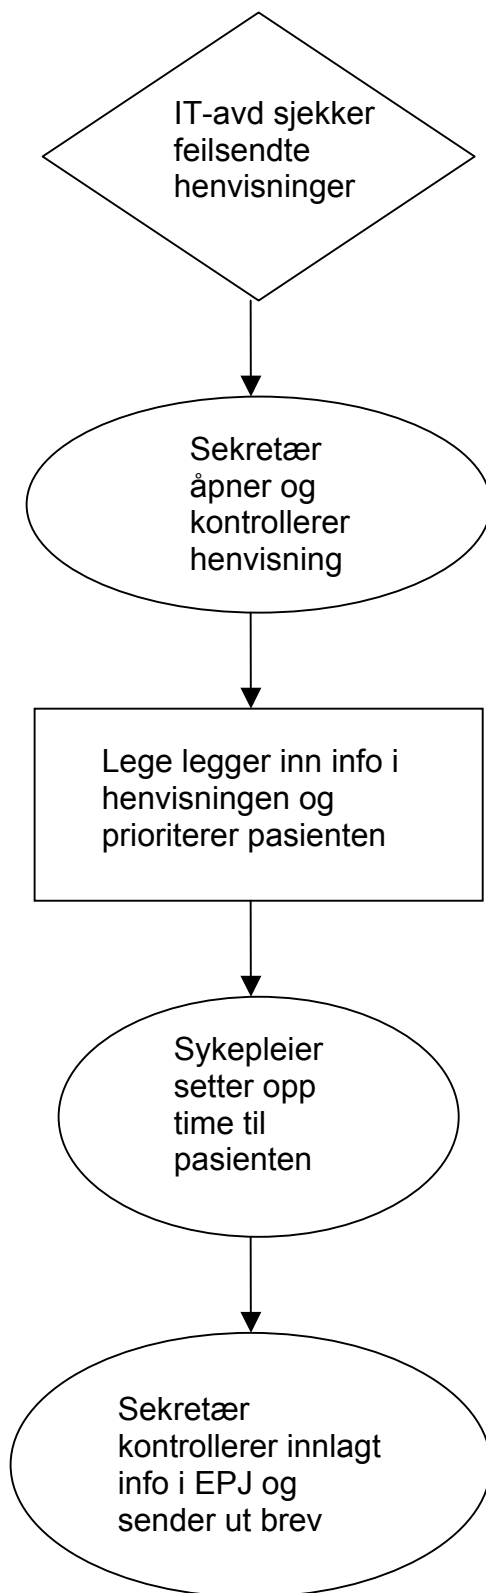 IT-avd sjekker
feilsendte
henvisninger
Sekretær
åpner og
kontrollerer
henvisning
Lege legger inn info i
henvisningen og
prioriterer pasienten
Sykepleier
setter opp
time til
pasienten
Sekretær
kontrollerer innlagt
info i EPJ og
sender ut brev